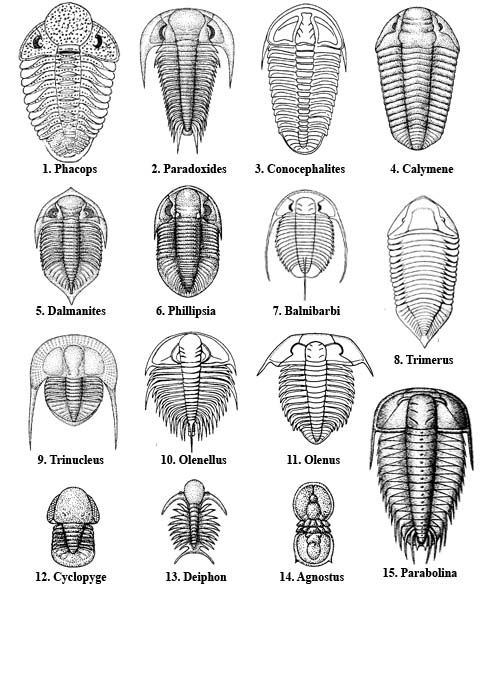 1. Phacops
2. Paradoxides
3. Conocephalites
4. Calymene
5. Dalmanites
6. Phillipsia
7. Balnibarbi
8. Trimerus
9. Trinucleus
10. Olenellus
11. Olenus
12. Cyclopyge
13. Deiphon
14. Agnostus
15. Parabolina